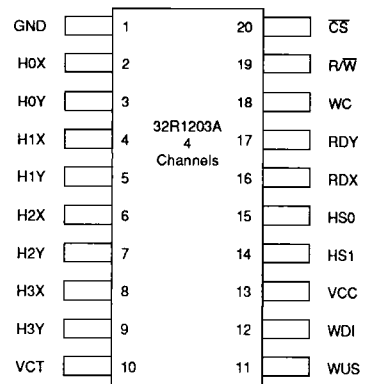 GND 1 20 C̅S̅
H0X 2 19 R/W̅
H0Y 3 18 WC
32R1203A
H1X 4 4 17 RDY
Channels
H1Y 5 16 RDX
H2X 6 15 HS0
H2Y 7 14 HS1
H3X 8 13 VCC
H3Y 9 12 WDI
VCT 10 11 WUS